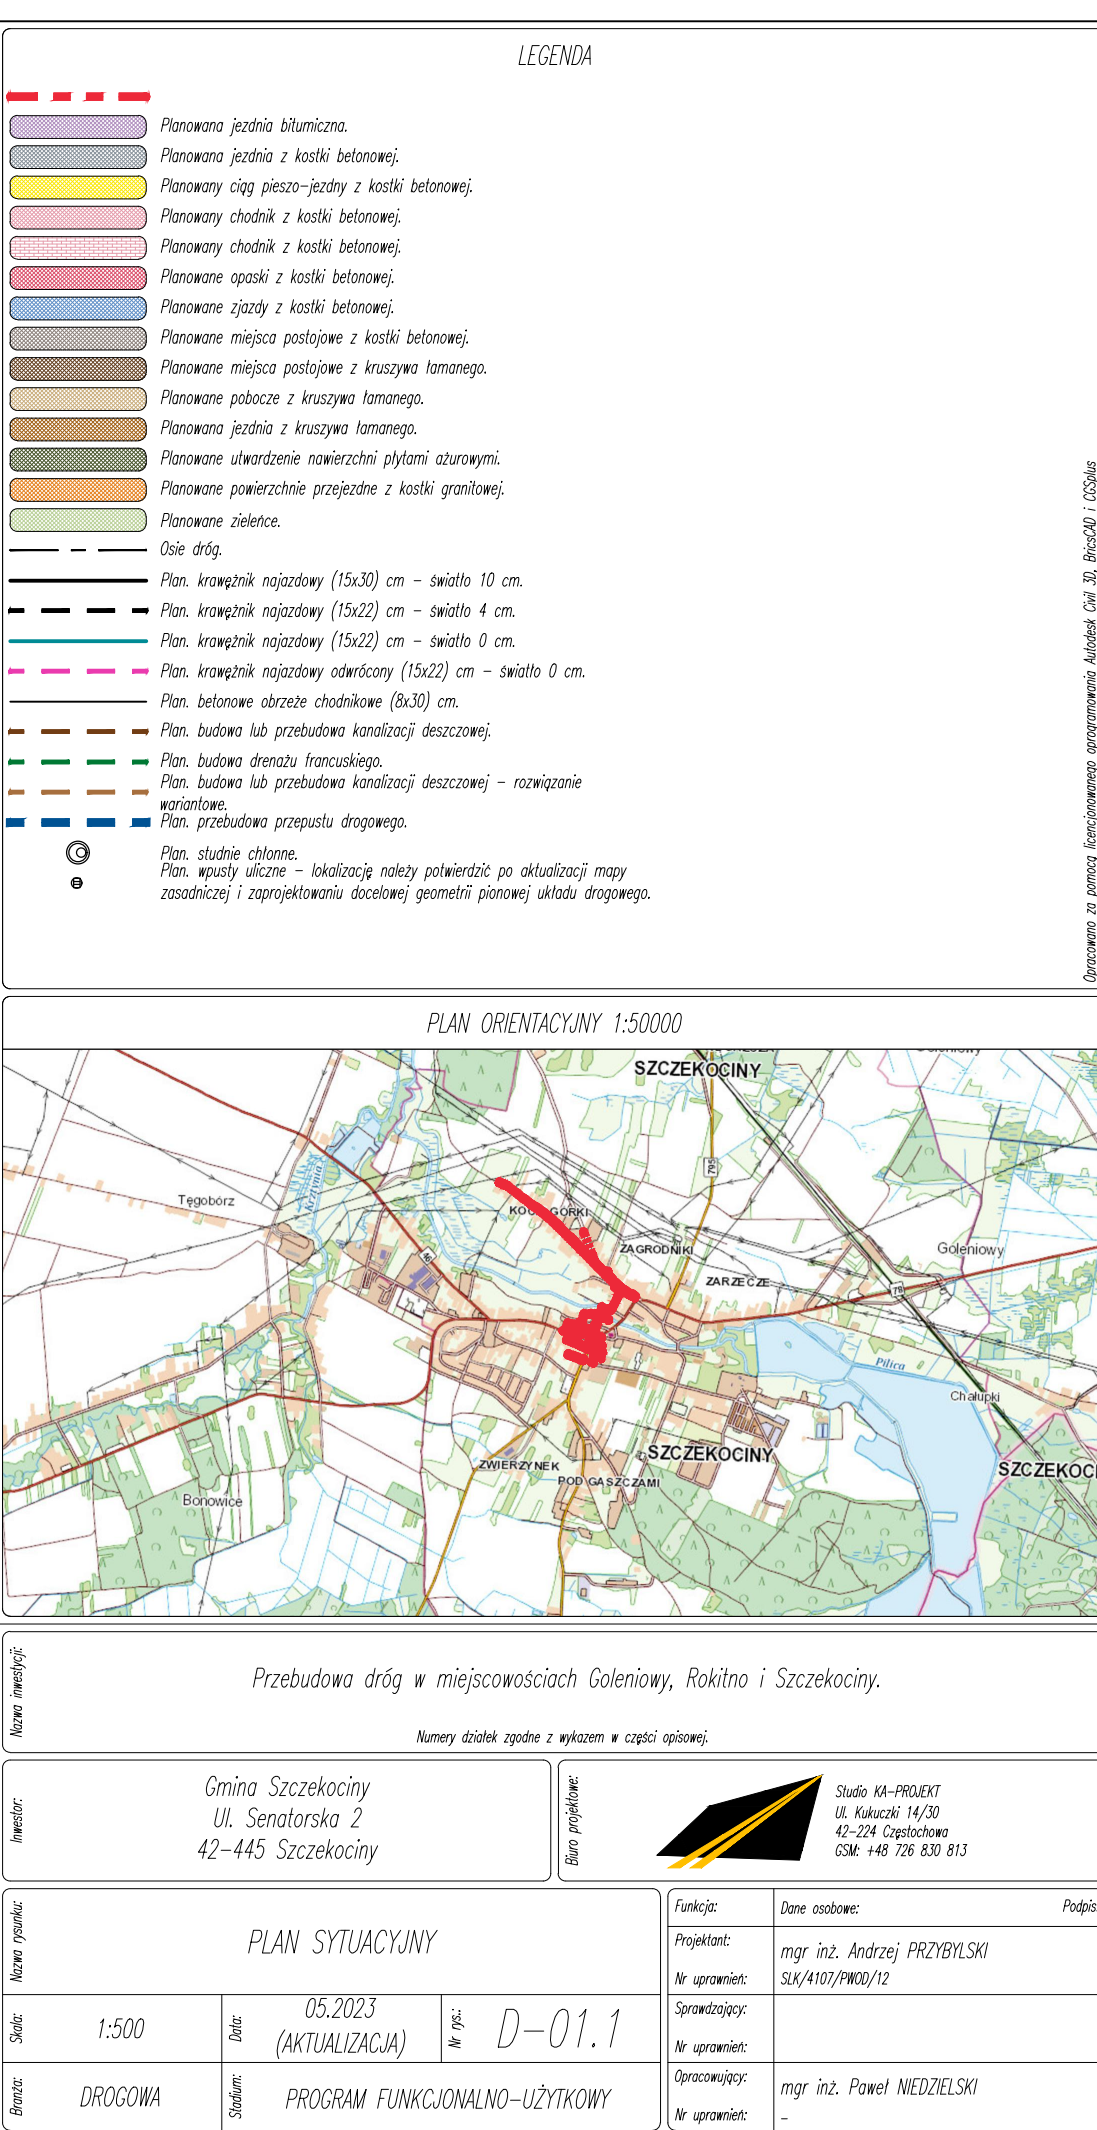 LEGENDA
Planowana jezdnia bitumiczna.
Planowana jezdnia z kostki betonowej.
Planowany ciąg pieszo-jezdny z kostki betonowej.
Planowany chodnik z kostki betonowej.
Planowany chodnik z kostki betonowej.
Planowane opaski z kostki betonowej.
Planowane zjazdy z kostki betonowej.
Planowane miejsca postojowe z kostki betonowej.
Planowane miejsca postojowe z kruszywa łamanego.
Planowane pobocze z kruszywa łamanego.
Planowana jezdnia z kruszywa łamanego.
Planowane utwardzenie nawierzchni płytami ażurowymi.
Planowane powierzchnie przejezdne z kostki granitowej.
Planowane zieleńce.
Osie dróg.
Plan. krawężnik najazdowy (15x30) cm – światło 10 cm.
Plan. krawężnik najazdowy (15x22) cm – światło 4 cm.
Plan. krawężnik najazdowy (15x22) cm – światło 0 cm.
Plan. krawężnik najazdowy odwrócony (15x22) cm – światło 0 cm.
Plan. betonowe obrzeże chodnikowe (8x30) cm.
Plan. budowa lub przebudowa kanalizacji deszczowej.
Plan. budowa drenażu francuskiego.
Plan. budowa lub przebudowa kanalizacji deszczowej – rozwiązanie
wariantowe.
Plan. przebudowa przepustu drogowego.
Plan. studnie chłonne.
Plan. wpusty uliczne – lokalizację należy potwierdzić po aktualizacji mapy
zasadniczej i zaprojektowaniu docelowej geometrii pionowej układu drogowego.
Opracowano za pomocą licencjonowanego oprogramowania Autodesk Civil 3D, BricsCAD i CGSplus
PLAN ORIENTACYJNY 1:50000
SZCZEKOCINY
795
Krztynia
Tęgobórz
GÓRKI
ZAGRODNIKI
Goleniowy
46
ZARZECZE
78
Pilica
Chałupki
SZCZEKOCINY
ZWIERZYNEK
POD GĄSZCZAMI
SZCZEKOCI
Bonowice
Nazwa inwestycji:
Przebudowa dróg w miejscowościach Goleniowy, Rokitno i Szczekociny.
Numery działek zgodne z wykazem w części opisowej.
Inwestor:
Gmina Szczekociny
Ul. Senatorska 2
42-445 Szczekociny
Biuro projektowe:
Studio KA-PROJEKT
Ul. Kukuczki 14/30
42-224 Częstochowa
GSM: +48 726 830 813
Nazwa rysunku:
PLAN SYTUACYJNY
Skala:
1:500
Data:
05.2023
(AKTUALIZACJA)
Nr rys.:
D-01.1
Branża:
DROGOWA
Stadium:
PROGRAM FUNKCJONALNO-UŻYTKOWY
Funkcja:
Dane osobowe:
Podpis:
Projektant:
mgr inż. Andrzej PRZYBYLSKI
Nr uprawnień:
SLK/4107/PWOD/12
Sprawdzający:
Nr uprawnień:
Opracowujący:
mgr inż. Paweł NIEDZIELSKI
Nr uprawnień:
–